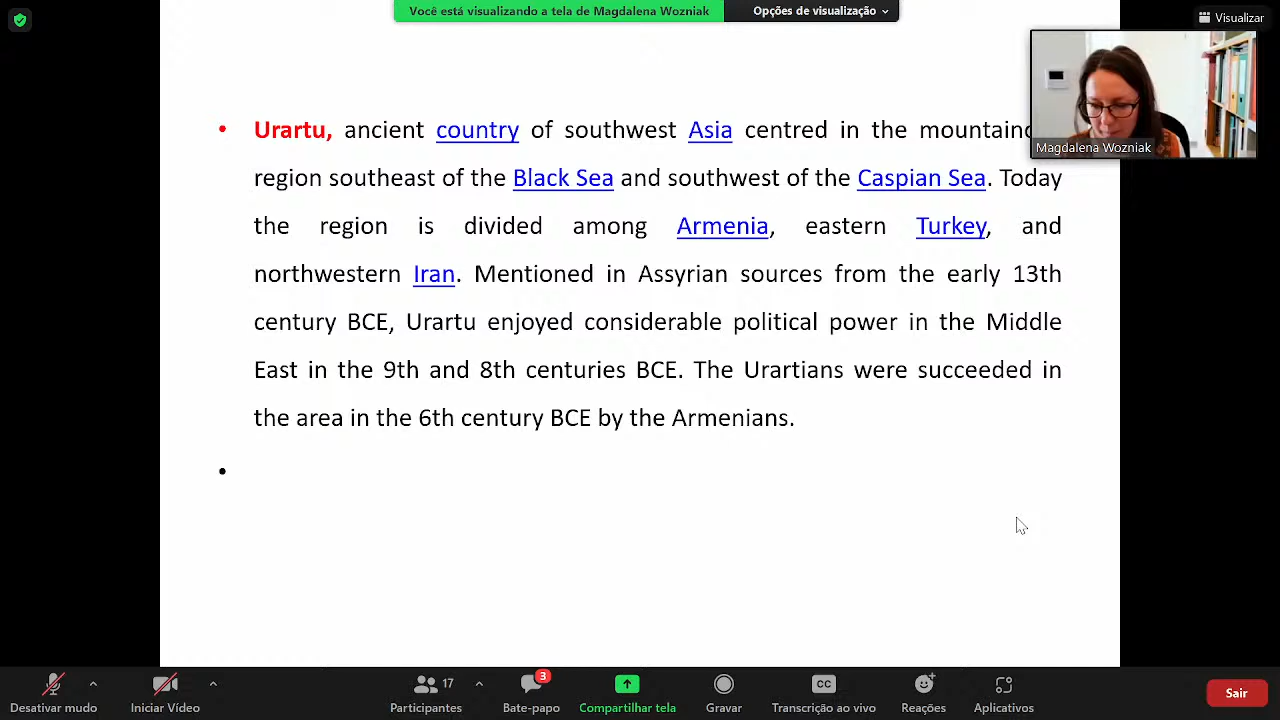 Você está visualizando a tela de Magdalena Wozniak
Opções de visualização
Visualizar
Urartu, ancient country of southwest Asia centred in the
region southeast of the Black Sea and southwest of the Caspian Sea. Today
the region is divided among Armenia, eastern Turkey, and
northwestern Iran. Mentioned in Assyrian sources from the early 13th
century BCE, Urartu enjoyed considerable political power in the Middle
East in the 9th and 8th centuries BCE. The Urartians were succeeded in
the area in the 6th century BCE by the Armenians.
Magdalena Wozniak
Desativar mudo
Iniciar Vídeo
17
Participantes
3
Bate-papo
Compartilhar tela
Gravar
CC
Transcrição ao vivo
Reações
Aplicativos
Sair